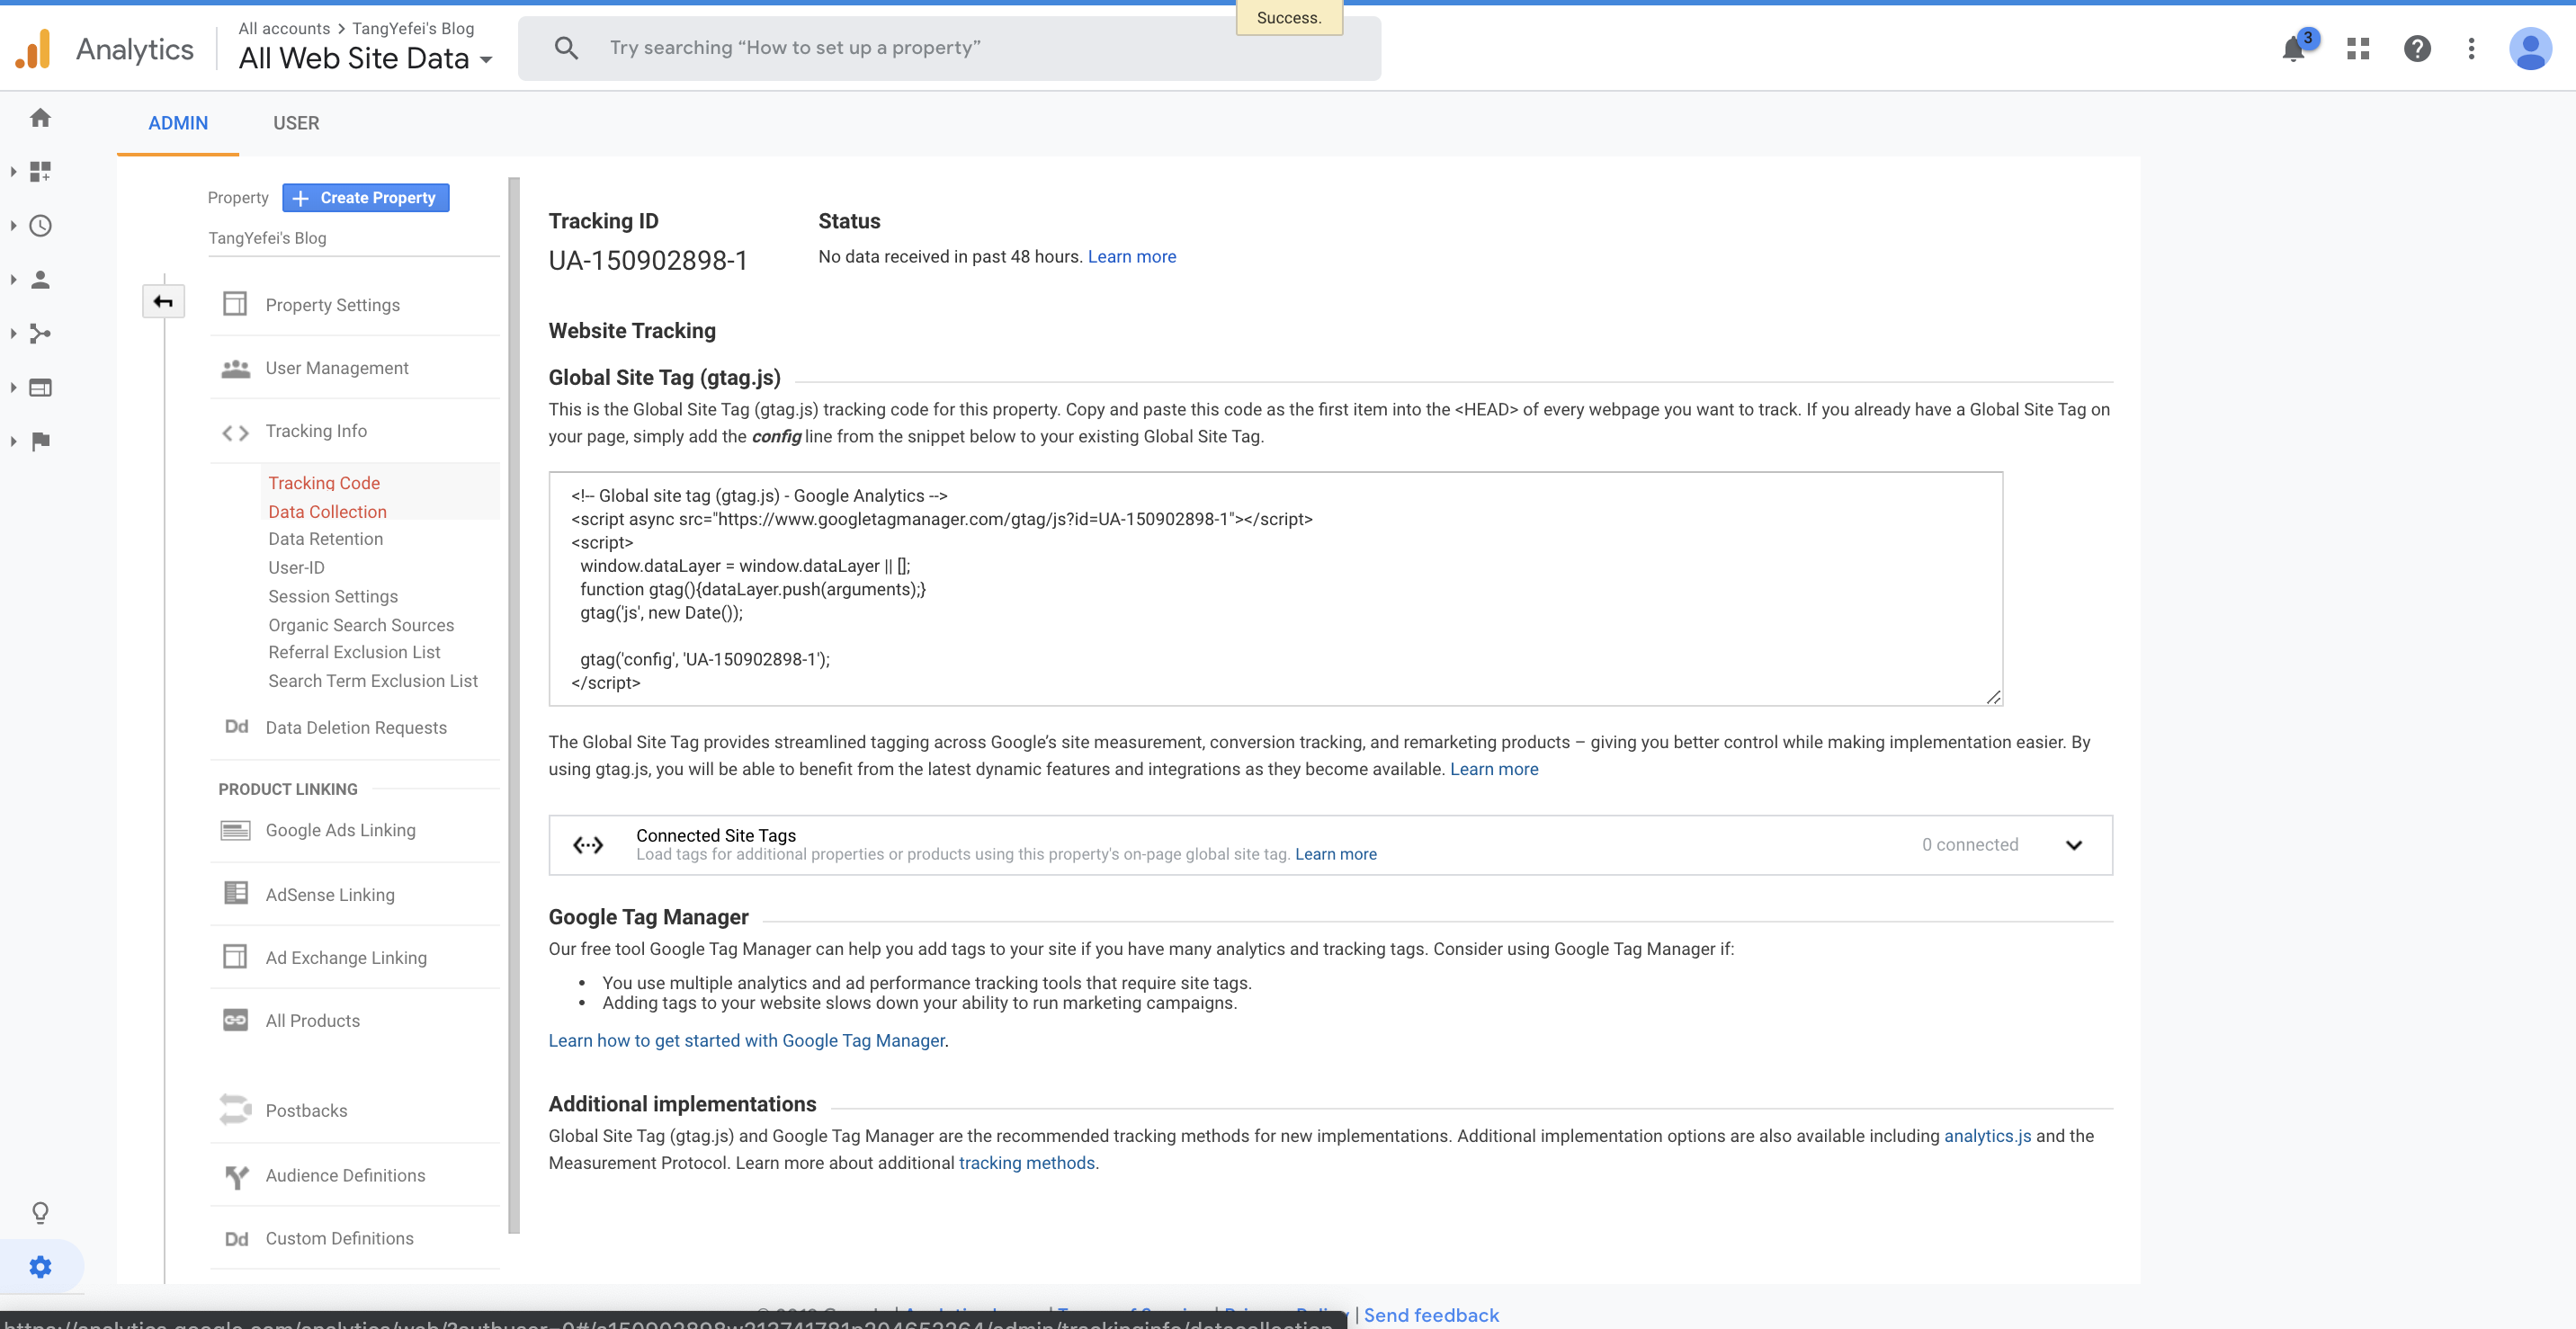 Success.
Analytics
All accounts > TangYefei's Blog
All Web Site Data
Try searching “How to set up a property”
3
ADMIN
USER
Property
Create Property
TangYefei's Blog
Property Settings
User Management
Tracking Info
Tracking Code
Data Collection
Data Retention
User-ID
Session Settings
Organic Search Sources
Referral Exclusion List
Search Term Exclusion List
Dd Data Deletion Requests
PRODUCT LINKING
Google Ads Linking
AdSense Linking
Ad Exchange Linking
All Products
Postbacks
Audience Definitions
Dd Custom Definitions
Tracking ID
UA-150902898-1
Status
No data received in past 48 hours. Learn more
Website Tracking
Global Site Tag (gtag.js)
This is the Global Site Tag (gtag.js) tracking code for this property. Copy and paste this code as the first item into the <HEAD> of every webpage you want to track. If you already have a Global Site Tag on
your page, simply add the config line from the snippet below to your existing Global Site Tag.
<!-- Global site tag (gtag.js) - Google Analytics -->
<script async src="https://www.googletagmanager.com/gtag/js?id=UA-150902898-1"></script>
<script>
window.dataLayer = window.dataLayer || [];
function gtag(){dataLayer.push(arguments);}
gtag('js', new Date());
gtag('config', 'UA-150902898-1');
</script>
The Global Site Tag provides streamlined tagging across Google’s site measurement, conversion tracking, and remarketing products – giving you better control while making implementation easier. By
using gtag.js, you will be able to benefit from the latest dynamic features and integrations as they become available. Learn more
Connected Site Tags
Load tags for additional properties or products using this property's on-page global site tag. Learn more
0 connected
Google Tag Manager
Our free tool Google Tag Manager can help you add tags to your site if you have many analytics and tracking tags. Consider using Google Tag Manager if:
• You use multiple analytics and ad performance tracking tools that require site tags.
• Adding tags to your website slows down your ability to run marketing campaigns.
Learn how to get started with Google Tag Manager.
Additional implementations
Global Site Tag (gtag.js) and Google Tag Manager are the recommended tracking methods for new implementations. Additional implementation options are also available including analytics.js and the
Measurement Protocol. Learn more about additional tracking methods.
| Send feedback